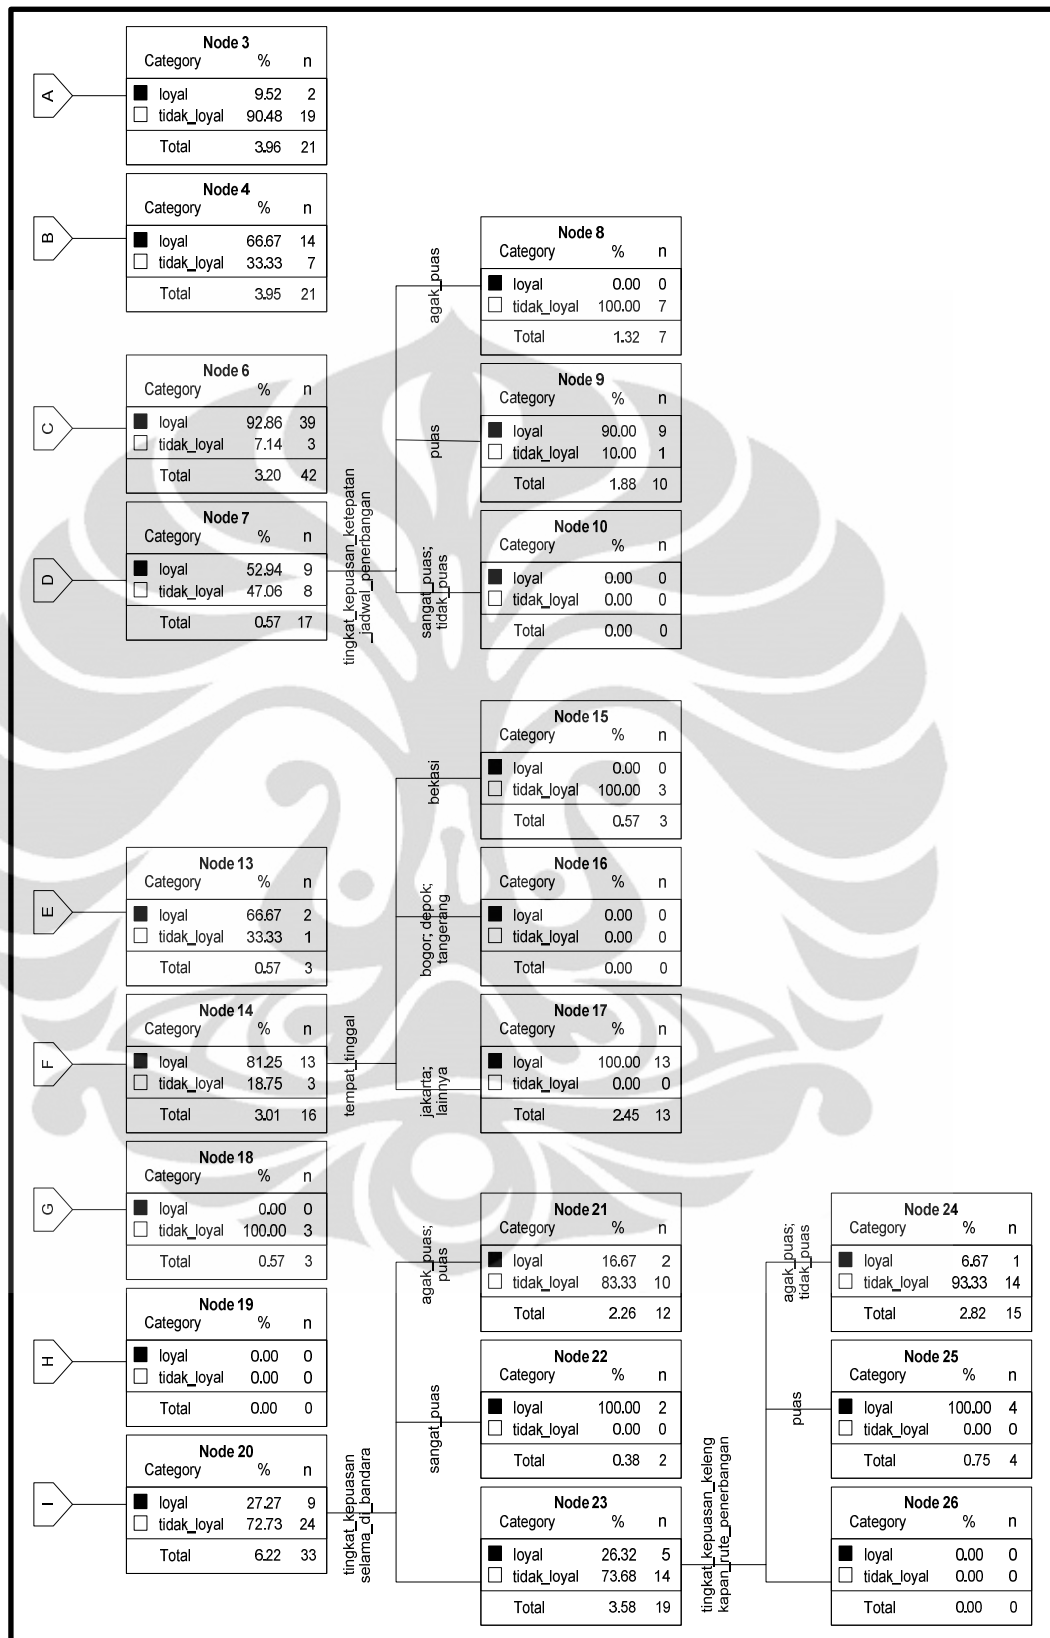 A
Node 3
Category % n
loyal 9.52 2
tidak_loyal 90.48 19
Total 3.96 21
B
Node 4
Category % n
loyal 66.67 14
tidak_loyal 33.33 7
Total 3.95 21
C
Node 6
Category % n
loyal 92.86 39
tidak_loyal 7.14 3
Total 3.20 42
D
Node 7
Category % n
loyal 52.94 9
tidak_loyal 47.06 8
Total 0.57 17
tingkat_kepuasan_ketepatan
_jadwal_penerbangan
agak_puas
Node 8
Category % n
loyal 0.00 0
tidak_loyal 100.00 7
Total 1.32 7
puas
Node 9
Category % n
loyal 90.00 9
tidak_loyal 10.00 1
Total 1.88 10
sangat_puas;
tidak_puas
Node 10
Category % n
loyal 0.00 0
tidak_loyal 0.00 0
Total 0.00 0
E
Node 13
Category % n
loyal 66.67 2
tidak_loyal 33.33 1
Total 0.57 3
F
Node 14
Category % n
loyal 81.25 13
tidak_loyal 18.75 3
Total 3.01 16
tempat_tinggal
bekasi
Node 15
Category % n
loyal 0.00 0
tidak_loyal 100.00 3
Total 0.57 3
bogor; depok;
tangerang
Node 16
Category % n
loyal 0.00 0
tidak_loyal 0.00 0
Total 0.00 0
jakarta;
lainnya
Node 17
Category % n
loyal 100.00 13
tidak_loyal 0.00 0
Total 2.45 13
G
Node 18
Category % n
loyal 0.00 0
tidak_loyal 100.00 3
Total 0.57 3
H
Node 19
Category % n
loyal 0.00 0
tidak_loyal 0.00 0
Total 0.00 0
I
Node 20
Category % n
loyal 27.27 9
tidak_loyal 72.73 24
Total 6.22 33
tingkat_kepuasan
selama_di_bandara
agak_puas;
puas
Node 21
Category % n
loyal 16.67 2
tidak_loyal 83.33 10
Total 2.26 12
sangat_puas
Node 22
Category % n
loyal 100.00 2
tidak_loyal 0.00 0
Total 0.38 2
Node 23
Category % n
loyal 26.32 5
tidak_loyal 73.68 14
Total 3.58 19
tingkat_kepuasan_keleng
kapan_rute_penerbangan
agak_puas;
tidak_puas
Node 24
Category % n
loyal 6.67 1
tidak_loyal 93.33 14
Total 2.82 15
puas
Node 25
Category % n
loyal 100.00 4
tidak_loyal 0.00 0
Total 0.75 4
Node 26
Category % n
loyal 0.00 0
tidak_loyal 0.00 0
Total 0.00 0